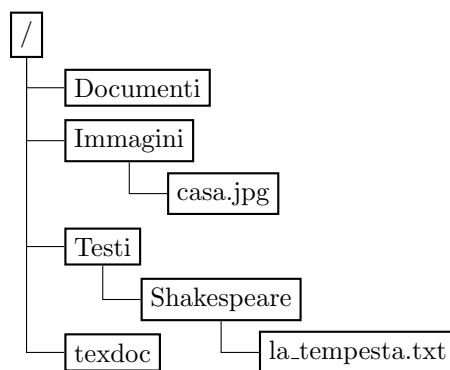 /
Documenti
Immagini
casa.jpg
Testi
Shakespeare
texdoc
la_tempesta.txt